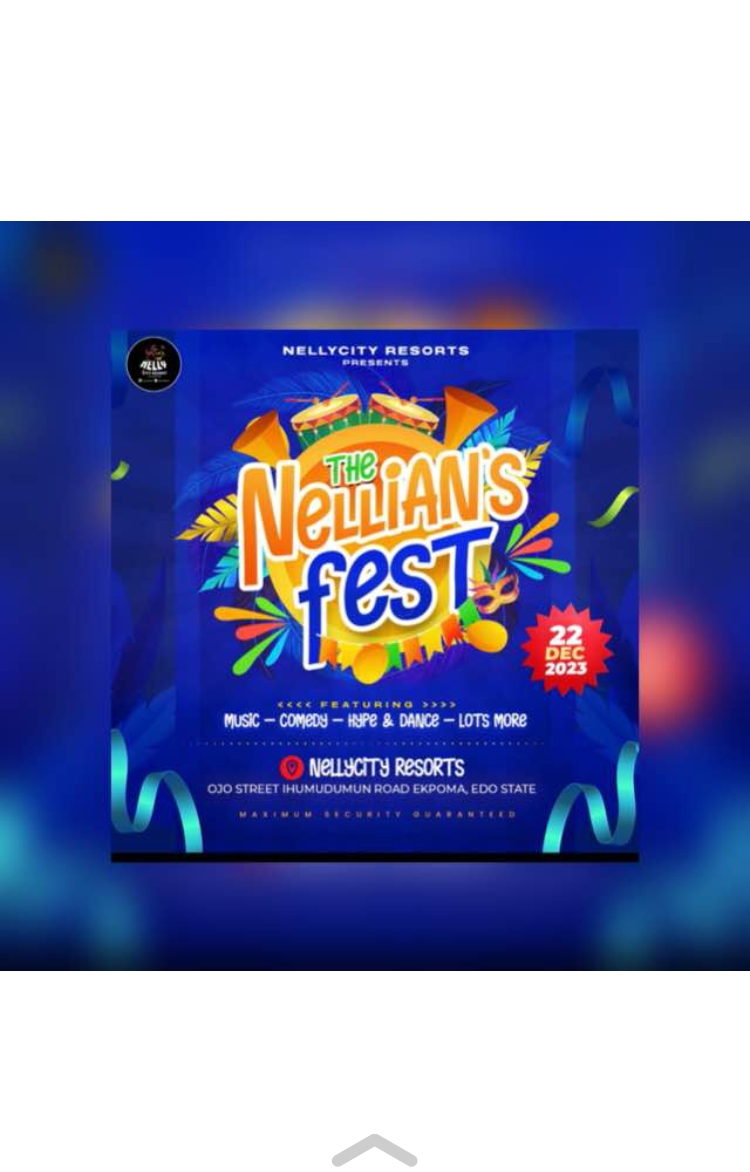 NELLYCITY RESORTS
PRESENTS
NELLY
THE
NELLIAN'S
fesT
22
DEC
2023
<<<< FEATURING >>>>
MUSIC – COMEDY – HYPE & DANCE – LOTS MORE
NELLYCITY RESORTS
OJO STREET IHUMUDUMUN ROAD EKPOMA, EDO STATE
MAXIMUM SECURITY GUARANTEED